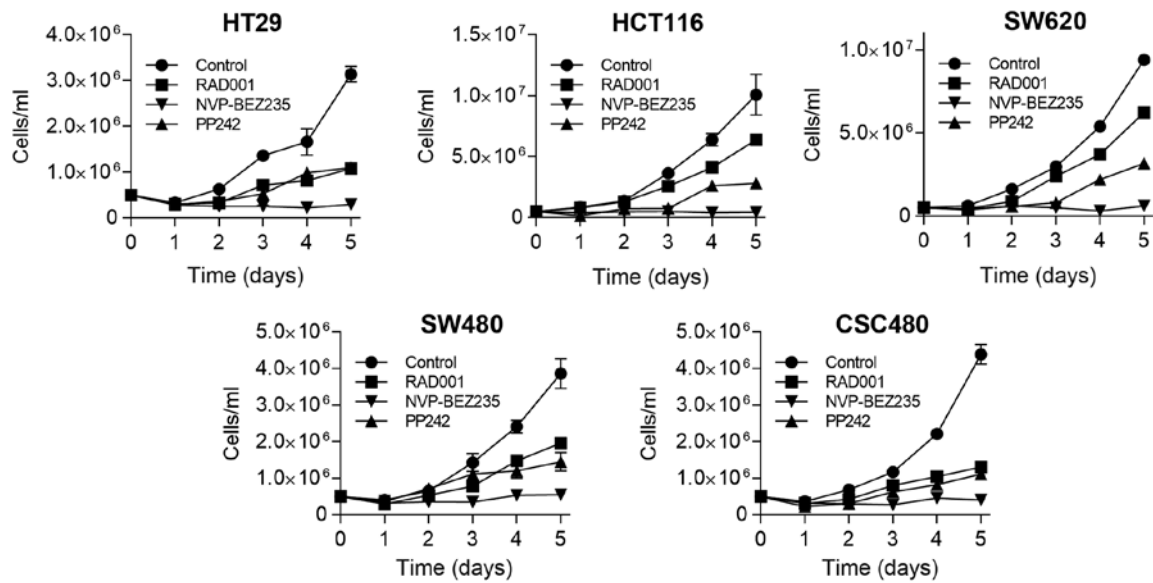 HT29
4.0×10⁶
3.0×10⁶
2.0×10⁶
1.0×10⁶
0
Cells/ml
Control
RAD001
NVP-BEZ235
PP242
0 1 2 3 4 5
Time (days)
HCT116
1.5×10⁷
1.0×10⁷
5.0×10⁶
0
Cells/ml
Control
RAD001
NVP-BEZ235
PP242
0 1 2 3 4 5
Time (days)
SW620
1.0×10⁷
5.0×10⁶
0
Cells/ml
Control
RAD001
NVP-BEZ235
PP242
0 1 2 3 4 5
Time (days)
SW480
5.0×10⁶
4.0×10⁶
3.0×10⁶
2.0×10⁶
1.0×10⁶
0
Cells/ml
Control
RAD001
NVP-BEZ235
PP242
0 1 2 3 4 5
Time (days)
CSC480
5.0×10⁶
4.0×10⁶
3.0×10⁶
2.0×10⁶
1.0×10⁶
0
Cells/ml
Control
RAD001
NVP-BEZ235
PP242
0 1 2 3 4 5
Time (days)